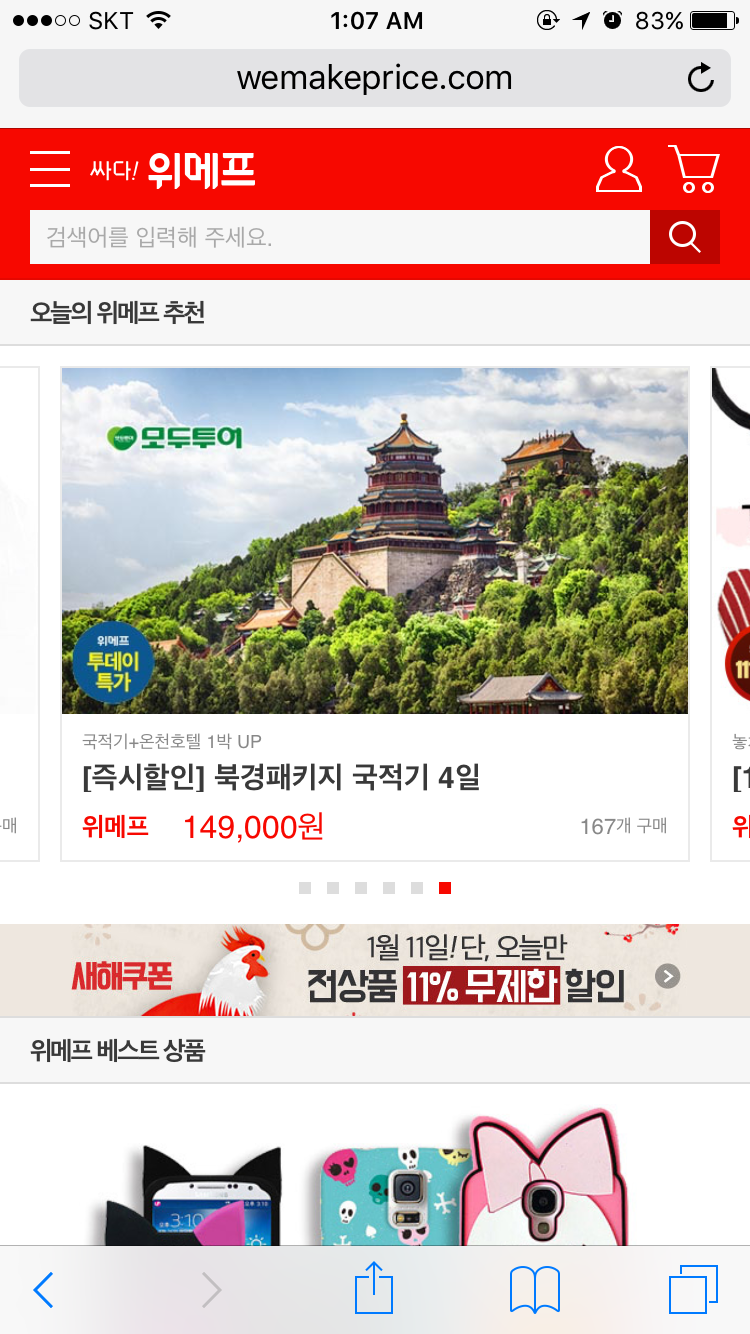 SKT 1:07 AM 83%
wemakeprice.com
싸다! 위메프
검색어를 입력해 주세요.
오늘의 위메프 추천
모두투어
위메프
투데이
특가
국적기+온천호텔 1박 UP
[즉시할인] 북경패키지 국적기 4일
위메프 149,000원 167개 구매
매
[1
위
새해쿠폰
1월 11일! 단, 오늘만
전상품 11% 무제한 할인
위메프 베스트 상품
3:10